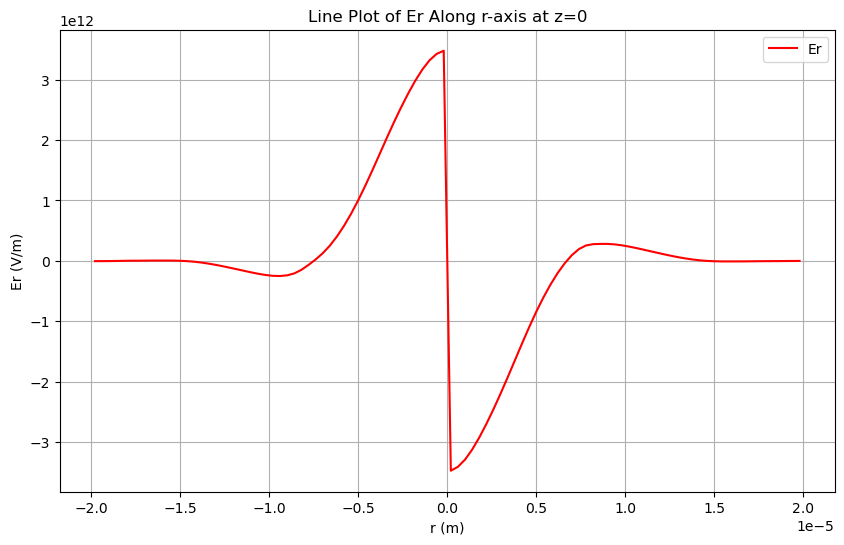 Line Plot of Er Along r-axis at z=0
1e12
Er
3
2
1
0
−1
−2
−3
Er (V/m)
−2.0 −1.5 −1.0 −0.5 0.0 0.5 1.0 1.5 2.0
1e−5
r (m)